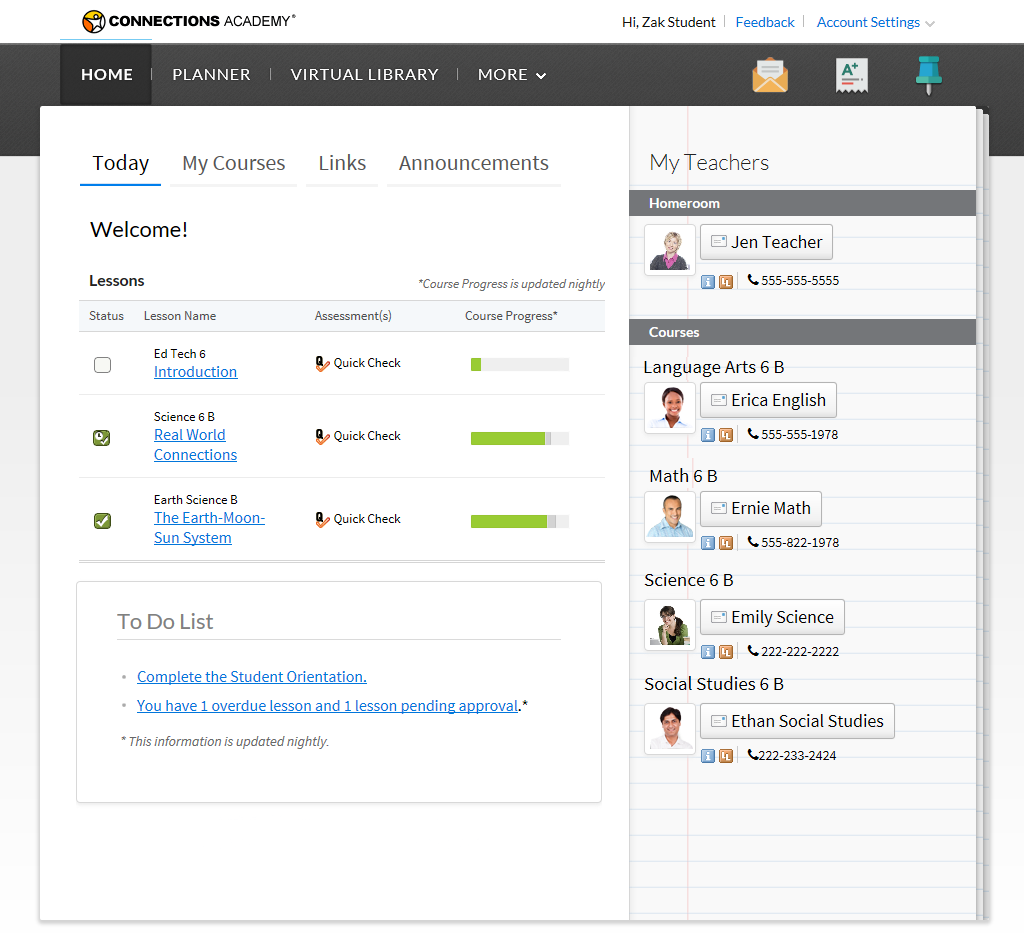 CONNECTIONS ACADEMY®
Hi, Zak Student
Feedback
Account Settings
HOME
PLANNER
VIRTUAL LIBRARY
MORE
A+
Today
My Courses
Links
Announcements
Welcome!
Lessons
*Course Progress is updated nightly
Status
Lesson Name
Assessment(s)
Course Progress*
Ed Tech 6
Introduction
Quick Check
Science 6 B
Real World
Connections
Quick Check
Earth Science B
The Earth-Moon-
Sun System
Quick Check
To Do List
Complete the Student Orientation.
You have 1 overdue lesson and 1 lesson pending approval.*
* This information is updated nightly.
My Teachers
Homeroom
Jen Teacher
555-555-5555
Courses
Language Arts 6 B
Erica English
555-555-1978
Math 6 B
Ernie Math
555-822-1978
Science 6 B
Emily Science
222-222-2222
Social Studies 6 B
Ethan Social Studies
222-233-2424